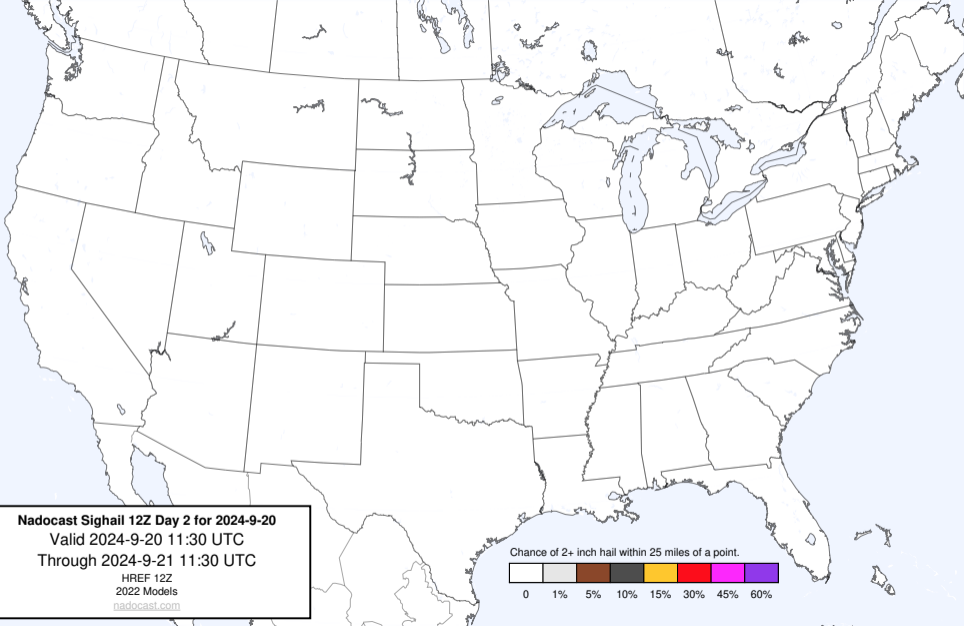 Nadocast Sighail 12Z Day 2 for 2024-9-20
Valid 2024-9-20 11:30 UTC
Through 2024-9-21 11:30 UTC
HREF 12Z
2022 Models
nadocast.com
Chance of 2+ inch hail within 25 miles of a point.
0 1% 5% 10% 15% 30% 45% 60%